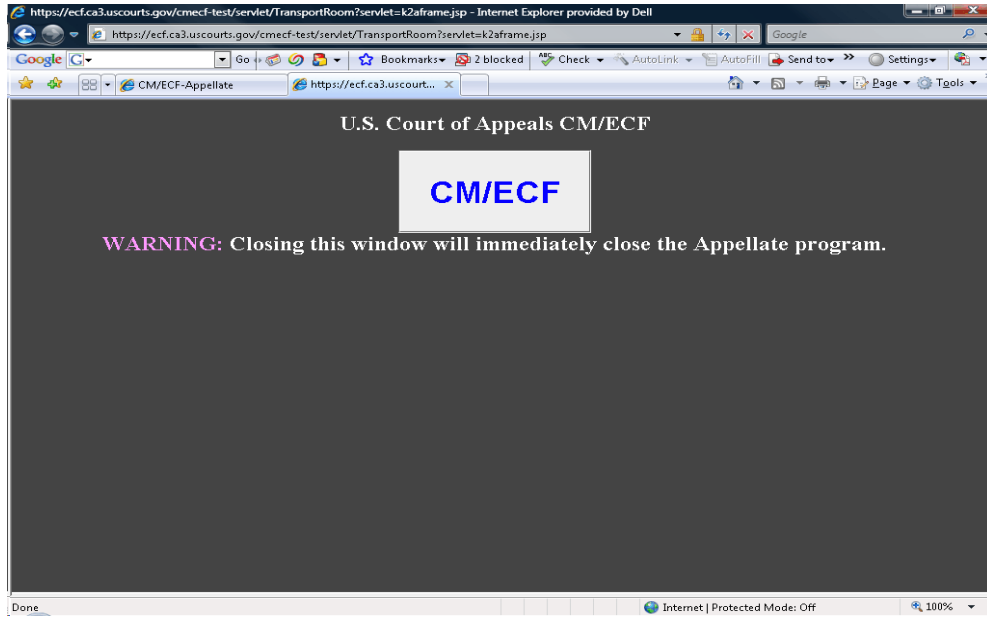 https://ecf.ca3.uscourts.gov/cmecf-test/servlet/TransportRoom?servlet=k2aframe.jsp - Internet Explorer provided by Dell
https://ecf.ca3.uscourts.gov/cmecf-test/servlet/TransportRoom?servlet=k2aframe.jsp Google
Google G Go Bookmarks 2 blocked ABC Check AutoLink AutoFill Send to Settings
CM/ECF-Appellate https://ecf.ca3.uscourt... Page Tools
U.S. Court of Appeals CM/ECF
CM/ECF
WARNING: Closing this window will immediately close the Appellate program.
Done Internet | Protected Mode: Off 100%